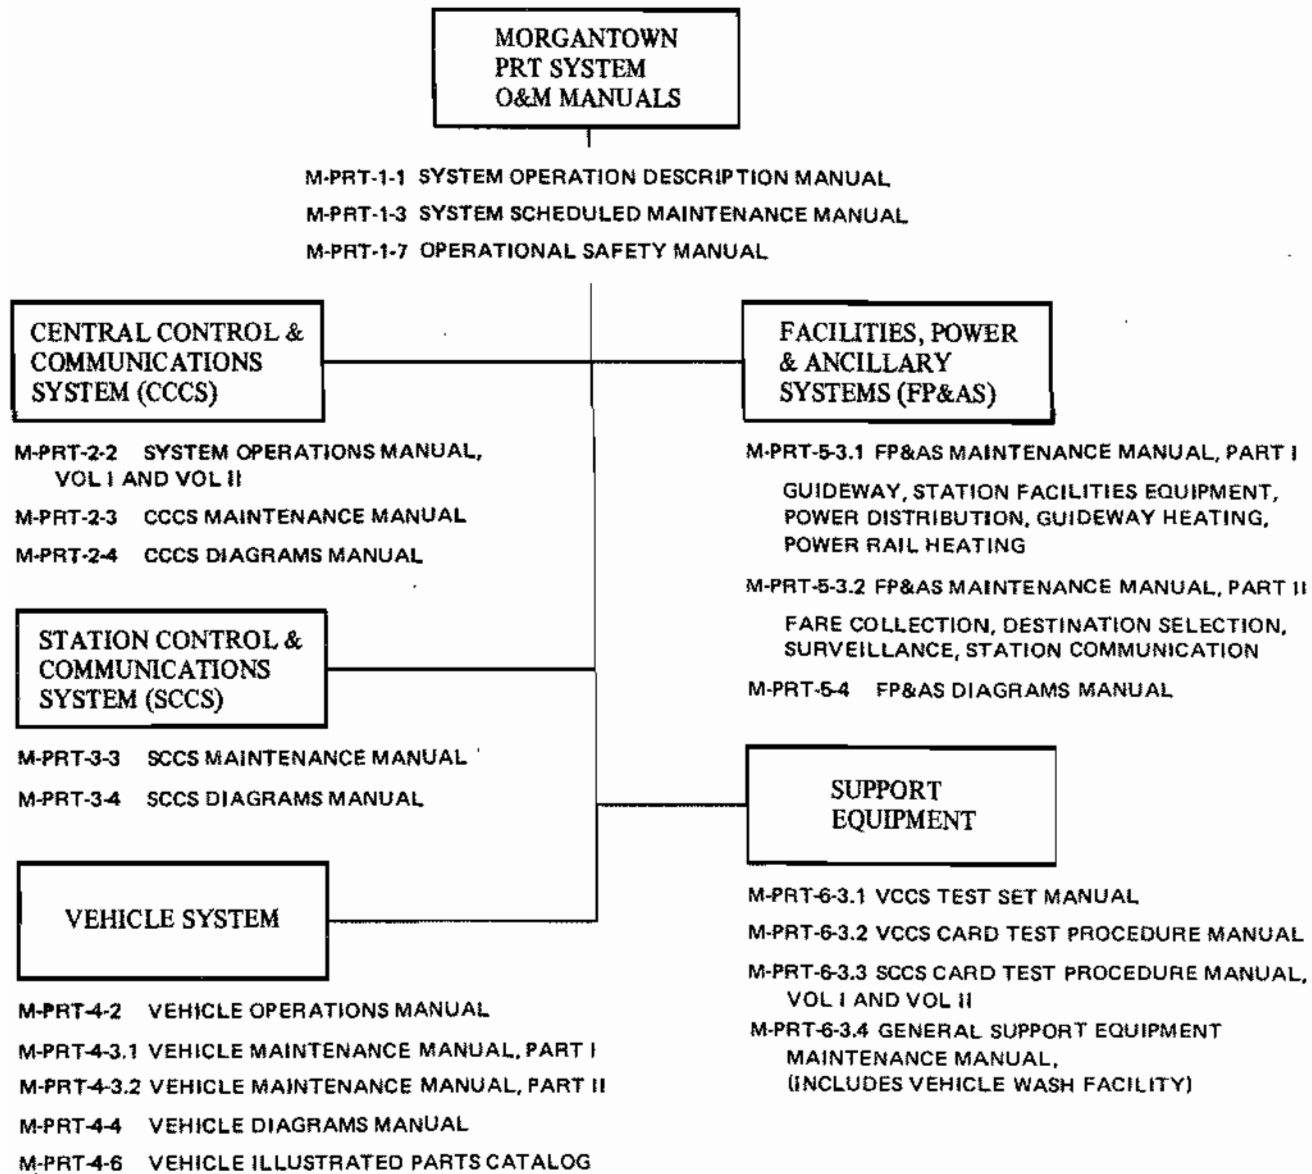 MORGANTOWN
PRT SYSTEM
O&M MANUALS
M-PRT-1-1 SYSTEM OPERATION DESCRIPTION MANUAL
M-PRT-1-3 SYSTEM SCHEDULED MAINTENANCE MANUAL
M-PRT-1-7 OPERATIONAL SAFETY MANUAL
CENTRAL CONTROL &
COMMUNICATIONS
SYSTEM (CCCS)
M-PRT-2-2 SYSTEM OPERATIONS MANUAL,
VOL I AND VOL II
M-PRT-2-3 CCCS MAINTENANCE MANUAL
M-PRT-2-4 CCCS DIAGRAMS MANUAL
STATION CONTROL &
COMMUNICATIONS
SYSTEM (SCCS)
M-PRT-3-3 SCCS MAINTENANCE MANUAL
M-PRT-3-4 SCCS DIAGRAMS MANUAL
VEHICLE SYSTEM
M-PRT-4-2 VEHICLE OPERATIONS MANUAL
M-PRT-4-3.1 VEHICLE MAINTENANCE MANUAL, PART I
M-PRT-4-3.2 VEHICLE MAINTENANCE MANUAL, PART II
M-PRT-4-4 VEHICLE DIAGRAMS MANUAL
M-PRT-4-6 VEHICLE ILLUSTRATED PARTS CATALOG
FACILITIES, POWER
& ANCILLARY
SYSTEMS (FP&AS)
M-PRT-5-3.1 FP&AS MAINTENANCE MANUAL, PART I
GUIDEWAY, STATION FACILITIES EQUIPMENT,
POWER DISTRIBUTION, GUIDEWAY HEATING,
POWER RAIL HEATING
M-PRT-5-3.2 FP&AS MAINTENANCE MANUAL, PART II
FARE COLLECTION, DESTINATION SELECTION,
SURVEILLANCE, STATION COMMUNICATION
M-PRT-5-4 FP&AS DIAGRAMS MANUAL
SUPPORT
EQUIPMENT
M-PRT-6-3.1 VCCS TEST SET MANUAL
M-PRT-6-3.2 VCCS CARD TEST PROCEDURE MANUAL
M-PRT-6-3.3 SCCS CARD TEST PROCEDURE MANUAL,
VOL I AND VOL II
M-PRT-6-3.4 GENERAL SUPPORT EQUIPMENT
MAINTENANCE MANUAL,
(INCLUDES VEHICLE WASH FACILITY)